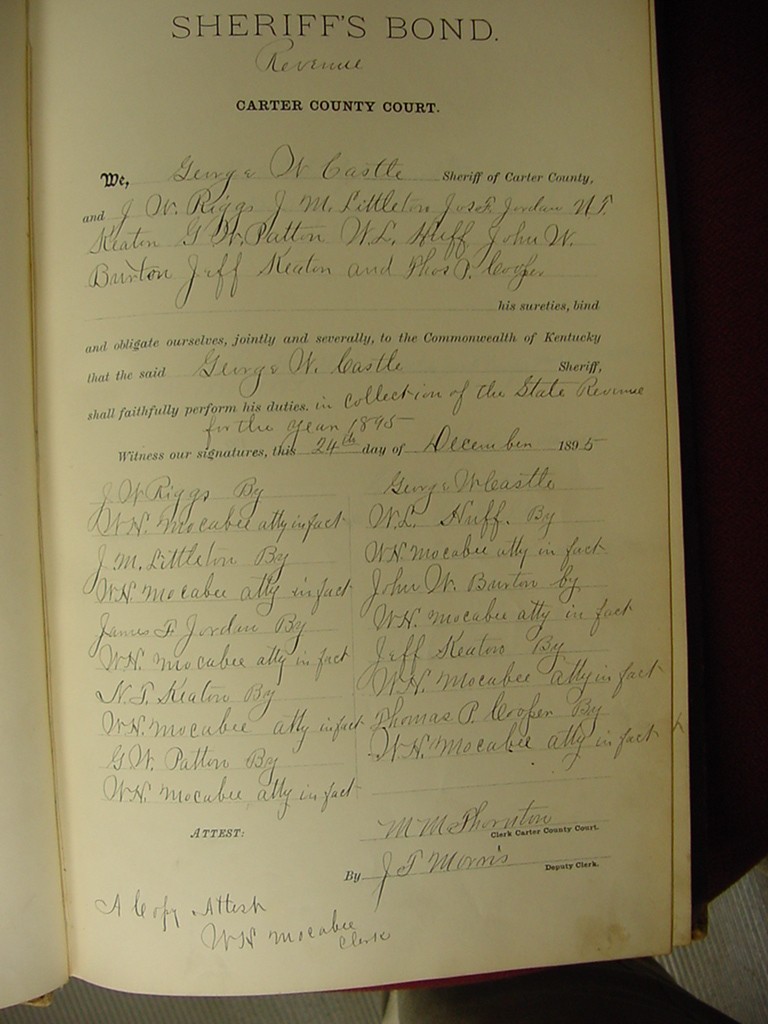 SHERIFF'S BOND.
Revenue
CARTER COUNTY COURT.
We, George W Castle Sheriff of Carter County,
and J W. Riggs J M. Littleton Jos F. Jordan N T.
Keaton G W. Patton W. L. Huff John W.
Burton Jeff Keaton and Thos P. Cooper
his sureties, bind
and obligate ourselves, jointly and severally, to the Commonwealth of Kentucky
that the said George W. Castle Sheriff,
shall faithfully perform his duties. in collection of the State Revenue
for the year 1895
Witness our signatures, this 24th day of December 1895
J W Riggs By
W.H. Mocabee atty in fact
J. M. Littleton By
W.H. Mocabee atty in fact
James F. Jordan By
W.H. Mocabee atty in fact
N. T. Keaton By
W.H. Mocabee atty in fact
G W. Patton By
W.H. Mocabee atty in fact
George W Castle
W. L. Huff. By
W.H. Mocabee atty in fact
John W. Burton by
W.H. Mocabee atty in fact
Jeff Keaton By
W.H. Mocabee atty in fact
Thomas P. Cooper By
W.H. Mocabee atty in fact
ATTEST:
M M Thornton
Clerk Carter County Court.
By J T Morris Deputy Clerk.
A Copy Attest
W H Mocabee
Clerk